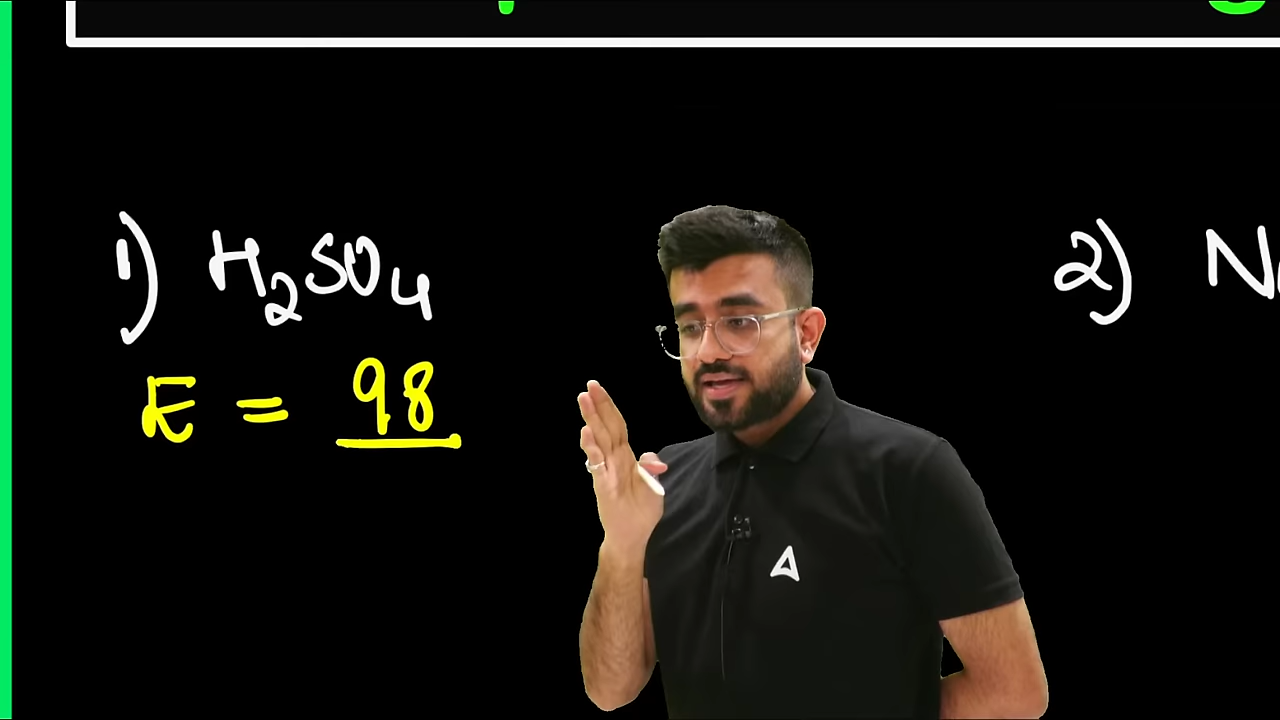 1) H₂SO₄
2) N
E = 98